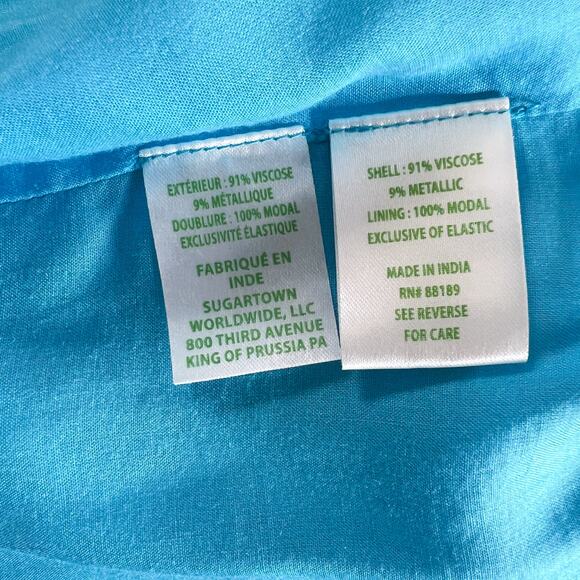 EXTÉRIEUR : 91% VISCOSE
9% MÉTALLIQUE
DOUBLURE : 100% MODAL
EXCLUSIVITÉ ÉLASTIQUE
FABRIQUÉ EN
INDE
SUGARTOWN
WORLDWIDE, LLC
800 THIRD AVENUE
KING OF PRUSSIA PA
SHELL : 91% VISCOSE
9% METALLIC
LINING : 100% MODAL
EXCLUSIVE OF ELASTIC
MADE IN INDIA
RN# 88189
SEE REVERSE
FOR CARE